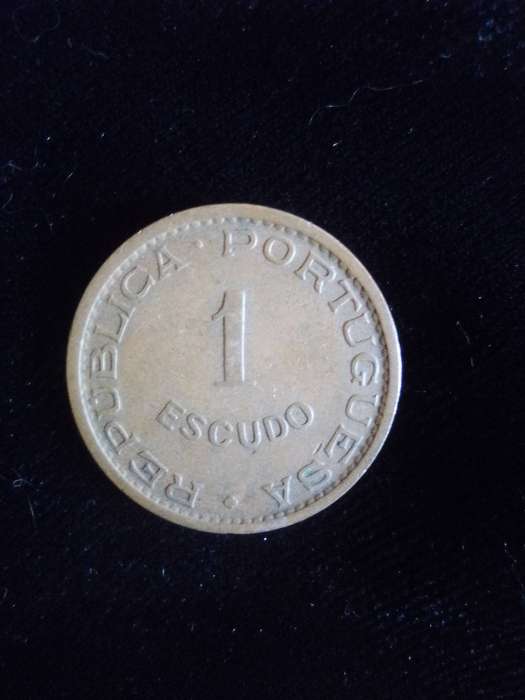 REPUBLICA · PORTUGUESA ·
1
ESCUDO